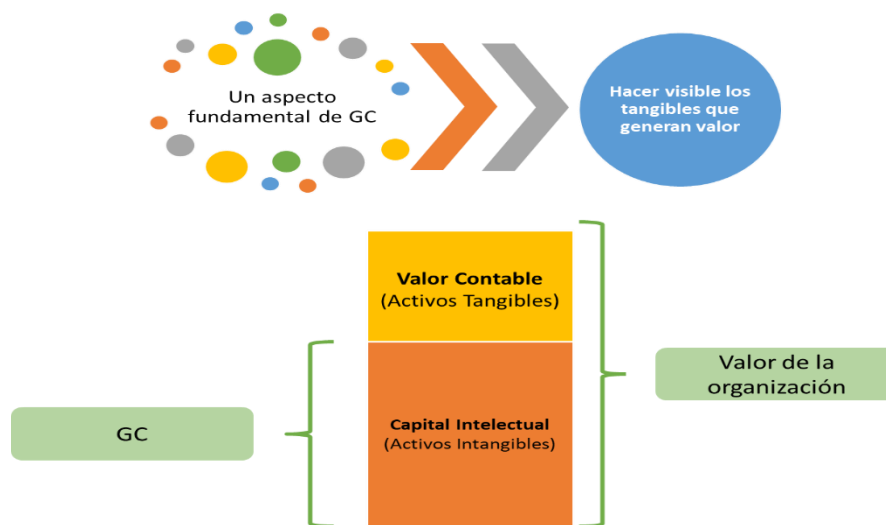 Un aspecto
fundamental de GC
Hacer visible los
tangibles que
generan valor
Valor Contable
(Activos Tangibles)
Valor de la
organización
Capital Intelectual
(Activos Intangibles)
GC